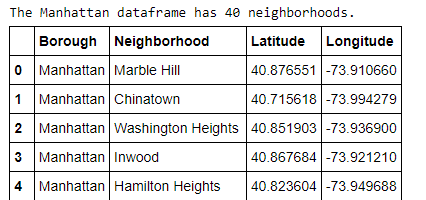 The Manhattan dataframe has 40 neighborhoods.
Borough Neighborhood Latitude Longitude
0 Manhattan Marble Hill 40.876551 -73.910660
1 Manhattan Chinatown 40.715618 -73.994279
2 Manhattan Washington Heights 40.851903 -73.936900
3 Manhattan Inwood 40.867684 -73.921210
4 Manhattan Hamilton Heights 40.823604 -73.949688